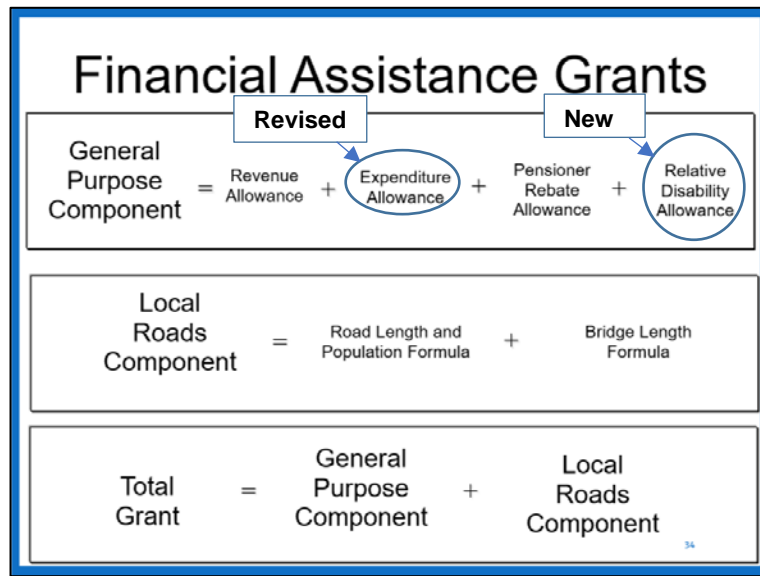 Financial Assistance Grants
Revised
New
General
Purpose
Component
=
Revenue
Allowance
+
Expenditure
Allowance
+
Pensioner
Rebate
Allowance
+
Relative
Disability
Allowance
Local
Roads
Component
=
Road Length and
Population Formula
+
Bridge Length
Formula
Total
Grant
=
General
Purpose
Component
+
Local
Roads
Component
34